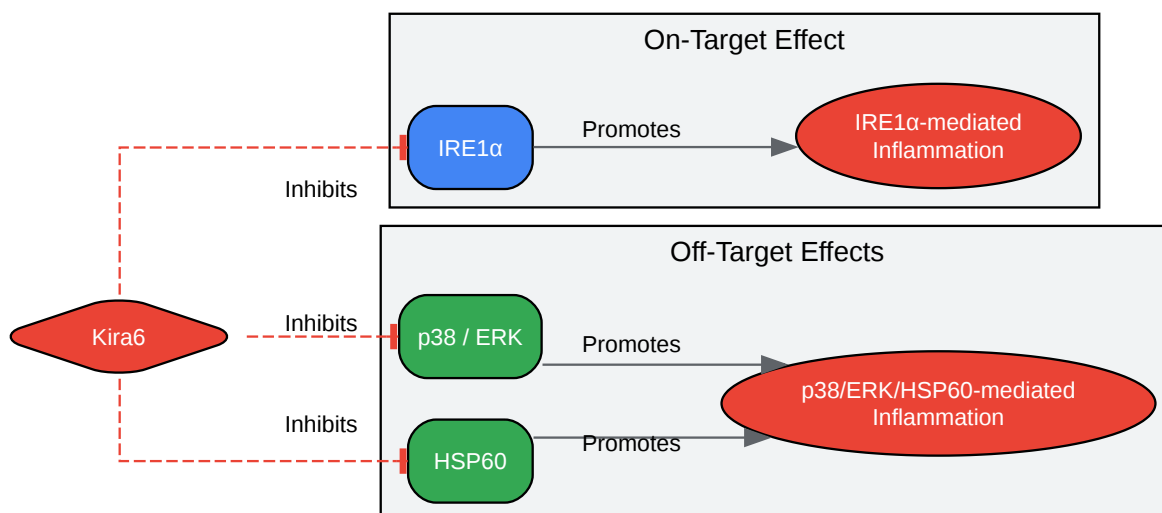 On-Target Effect
IRE1α
Promotes
IRE1α-mediated
Inflammation
Inhibits
Off-Target Effects
Kira6
Inhibits
p38 / ERK
Promotes
p38/ERK/HSP60-mediated
Inflammation
Inhibits
HSP60
Promotes